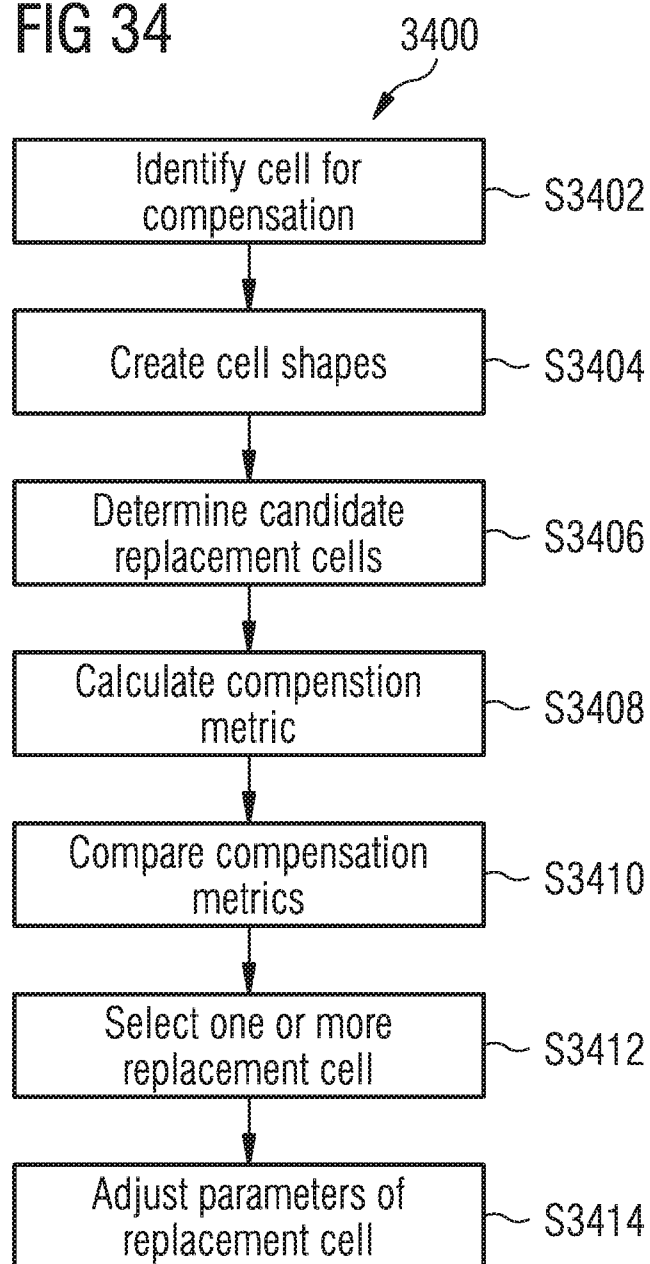 FIG 34
3400
Identify cell for
compensation
S3402
Create cell shapes
S3404
Determine candidate
replacement cells
S3406
Calculate compenstion
metric
S3408
Compare compensation
metrics
S3410
Select one or more
replacement cell
S3412
Adjust parameters of
replacement cell
S3414